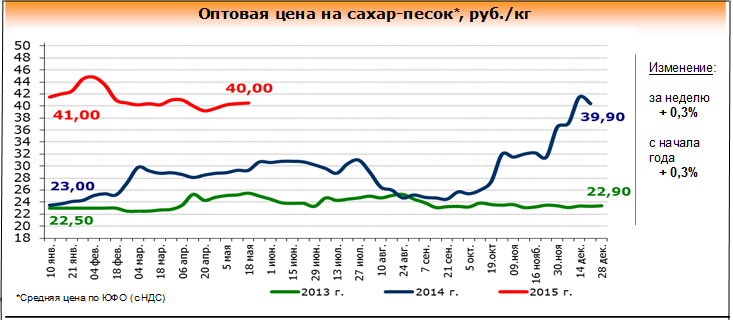 Оптовая цена на сахар-песок*, руб./кг
50
48
46
44
42
40
38
36
34
32
30
28
26
24
22
20
18
41,00
40,00
39,90
23,00
22,50
22,90
10 янв.
21 янв.
04 фев.
18 фев.
04 мар.
18 мар.
06 апр.
20 апр.
5 мая
18 мая
01 июн.
15 июн.
29 июн.
13 июл.
27 июл.
10 авг.
24 авг.
7 сен.
21 сен.
05 окт.
19 окт
02 ноя.
09 ноя.
16 нояб.
30 ноя.
14 дек.
28 дек.
2013 г.
2014 г.
2015 г.
*Средняя цена по ЮФО (с НДС)
Изменение:
за неделю
+ 0,3%
с начала
года
+ 0,3%